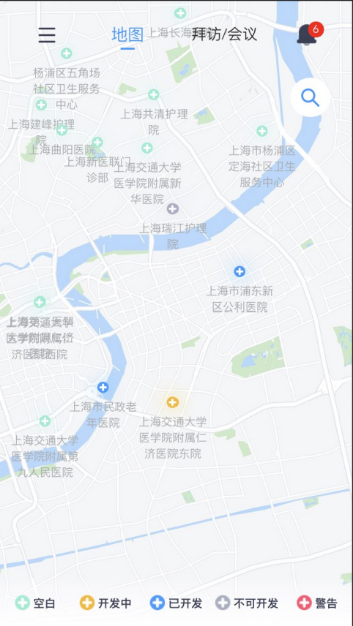 地图
拜访/会议
6
上海长海
杨浦区五角场
社区卫生服务
中心
上海共清护理
院
上海建峰护理
院
上海曲阳医院
上海新医联门
诊部
上海交通大学
医学院附属新
华医院
上海市杨浦区
定海社区卫生
服务中心
上海瑞江护理
院
上海市浦东新
区公利医院
济医院西院
上海市民政老
年医院
上海交通大学
医学院附属仁
济医院东院
上海交通大学
医学院附属第
九人民医院
空白
开发中
已开发
不可开发
警告